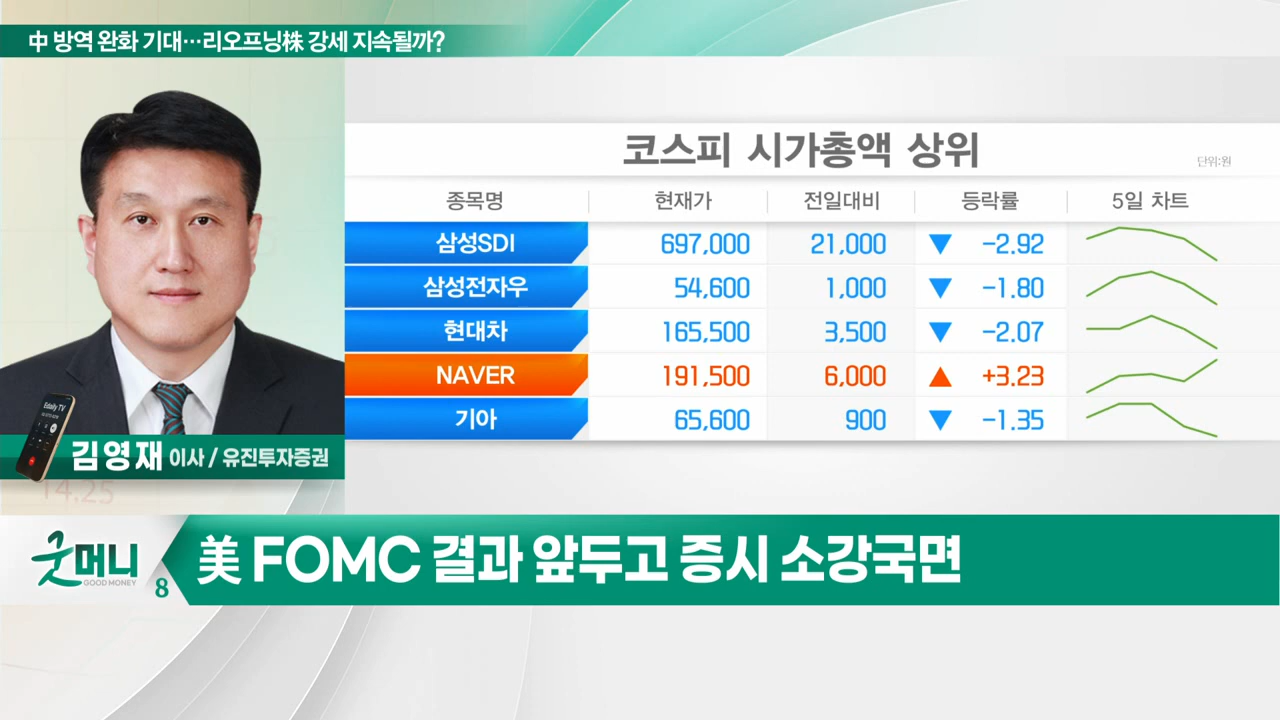 中 방역 완화 기대…리오프닝株 강세 지속될까?
코스피 시가총액 상위
단위:원
종목명 현재가 전일대비 등락률 5일 차트
삼성SDI 697,000 21,000 ▼ -2.92
삼성전자우 54,600 1,000 ▼ -1.80
현대차 165,500 3,500 ▼ -2.07
NAVER 191,500 6,000 ▲ +3.23
기아 65,600 900 ▼ -1.35
Edaily TV
김영재 이사 / 유진투자증권
14.25
굿머니
GOOD MONEY
8
美 FOMC 결과 앞두고 증시 소강국면